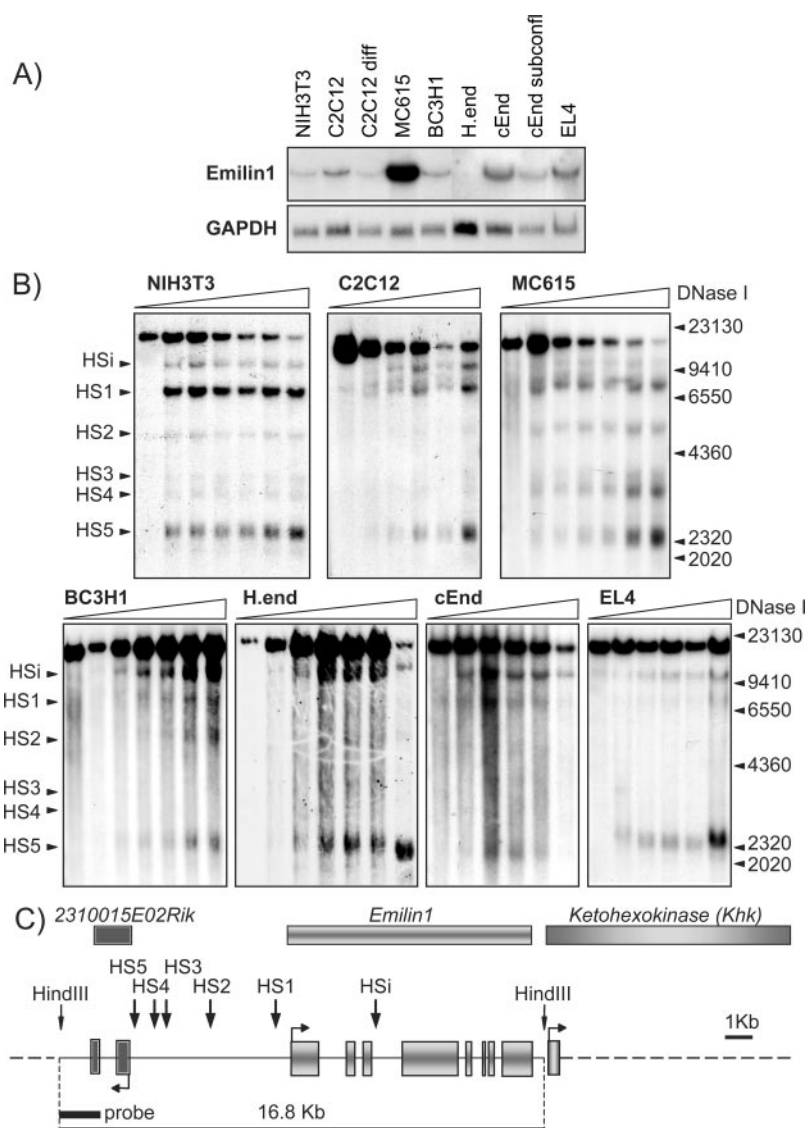 A)
NIH3T3 C2C12 C2C12 diff MC615 BC3H1 H.end cEnd cEnd subconfl EL4
Emilin1
GAPDH
B)
NIH3T3 C2C12 MC615
DNase I
HSi
HS1
HS2
HS3
HS4
HS5
23130
9410
6550
4360
2320
2020
BC3H1 H.end cEnd EL4
DNase I
HSi
HS1
HS2
HS3
HS4
HS5
23130
9410
6550
4360
2320
2020
C)
2310015E02Rik Emilin1 Ketohexokinase (Khk)
HindIII HS5 HS4 HS3 HS2 HS1 HSi HindIII
1Kb
probe 16.8 Kb